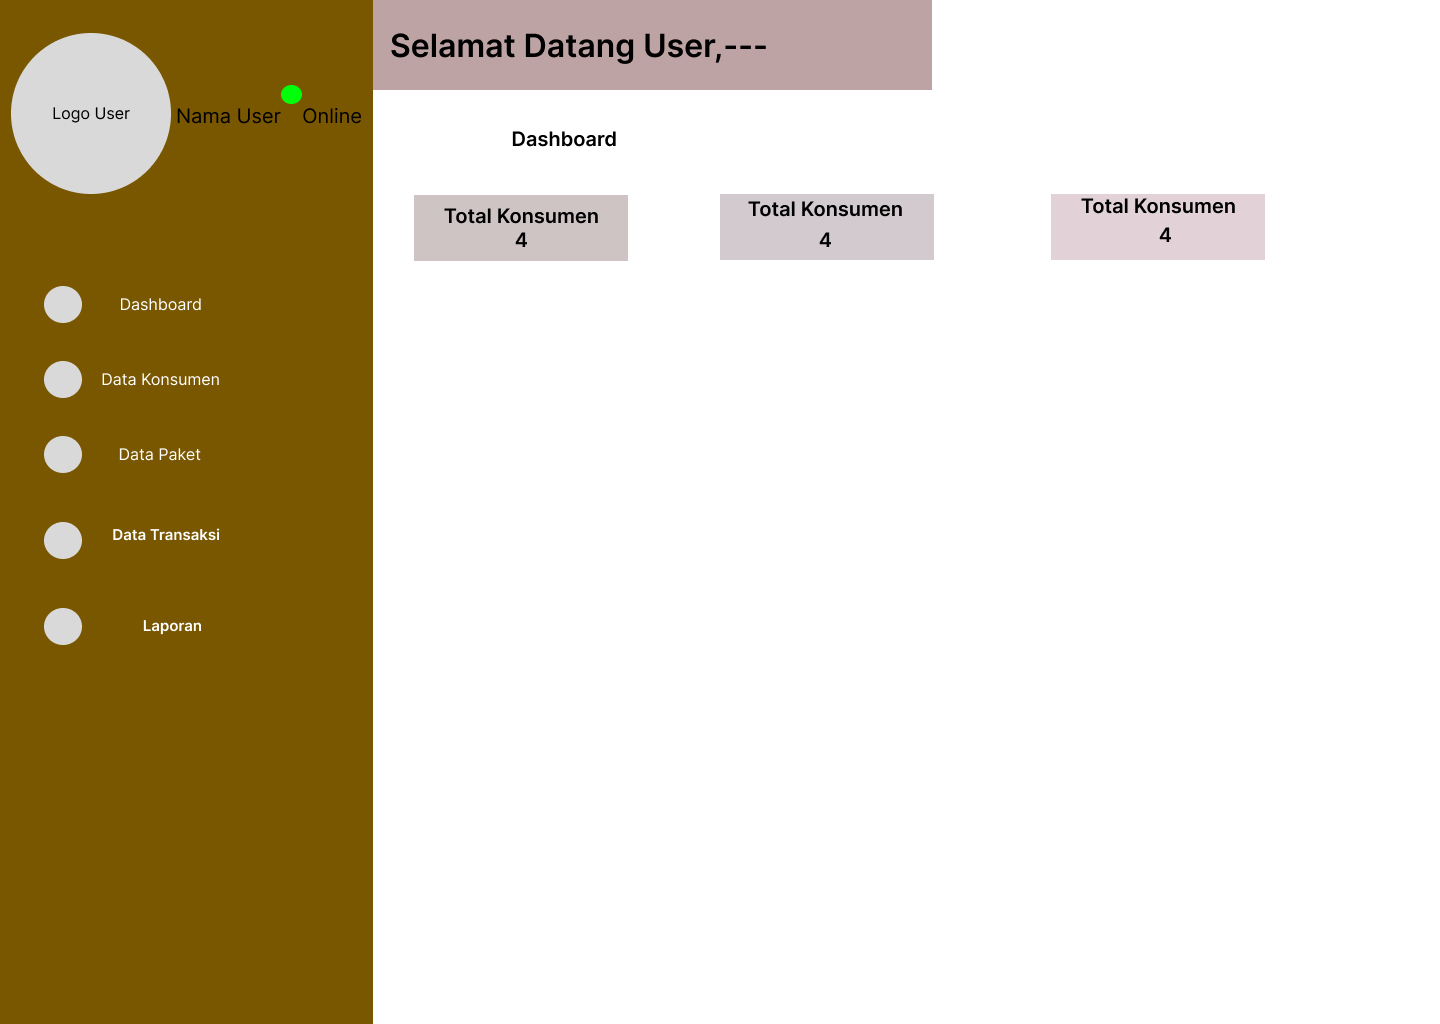 Logo User
Nama User
Online
Dashboard
Data Konsumen
Data Paket
Data Transaksi
Laporan
Selamat Datang User,---
Dashboard
Total Konsumen
4
Total Konsumen
4
Total Konsumen
4